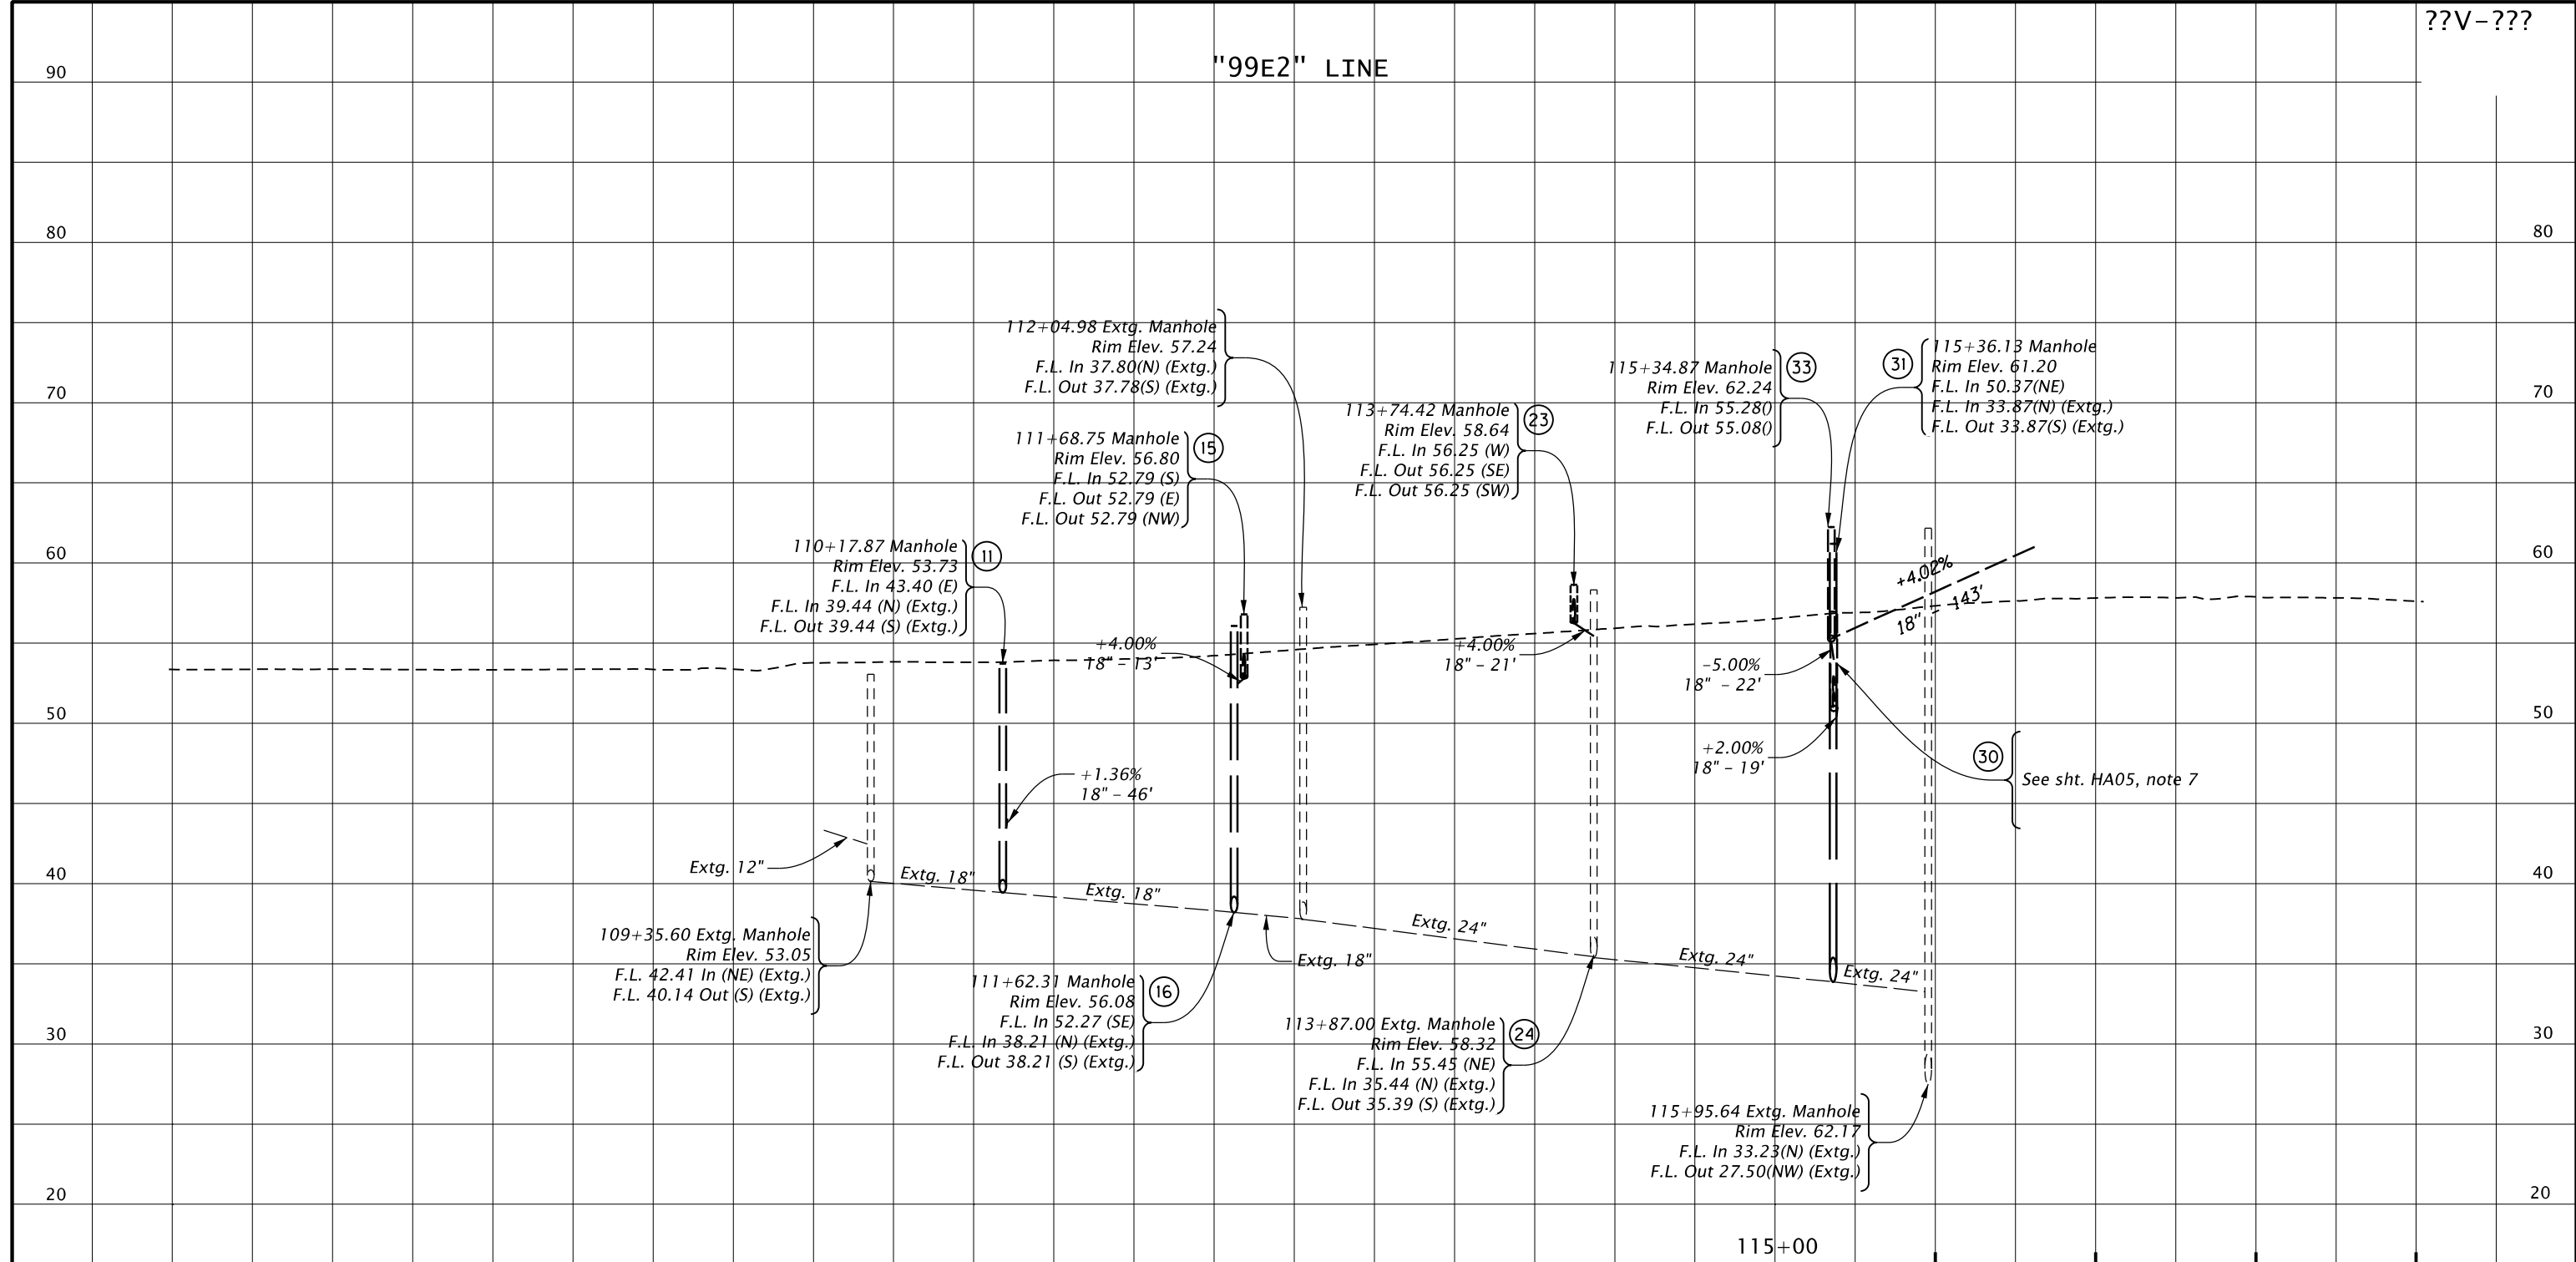 ??V-???
"99E2" LINE
90
80
80
112+04.98 Extg. Manhole
Rim Elev. 57.24
F.L. In 37.80(N) (Extg.)
F.L. Out 37.78(S) (Extg.)
115+34.87 Manhole
Rim Elev. 62.24
F.L. In 55.28()
F.L. Out 55.08()
33
31
115+36.13 Manhole
Rim Elev. 61.20
F.L. In 50.37(NE)
F.L. In 33.87(N) (Extg.)
F.L. Out 33.87(S) (Extg.)
70
70
111+68.75 Manhole
Rim Elev. 56.80
F.L. In 52.79 (S)
F.L. Out 52.79 (E)
F.L. Out 52.79 (NW)
15
113+74.42 Manhole
Rim Elev. 58.64
F.L. In 56.25 (W)
F.L. Out 56.25 (SE)
F.L. Out 56.25 (SW)
23
110+17.87 Manhole
Rim Elev. 53.73
F.L. In 43.40 (E)
F.L. In 39.44 (N) (Extg.)
F.L. Out 39.44 (S) (Extg.)
11
60
60
+4.02%
18" - 143'
+4.00%
18" - 13'
+4.00%
18" - 21'
-5.00%
18" - 22'
50
50
+2.00%
18" - 19'
30
See sht. HA05, note 7
+1.36%
18" - 46'
Extg. 12"
40
40
Extg. 18"
Extg. 18"
Extg. 24"
Extg. 24"
Extg. 24"
Extg. 18"
109+35.60 Extg. Manhole
Rim Elev. 53.05
F.L. 42.41 In (NE) (Extg.)
F.L. 40.14 Out (S) (Extg.)
111+62.31 Manhole
Rim Elev. 56.08
F.L. In 52.27 (SE)
F.L. In 38.21 (N) (Extg.)
F.L. Out 38.21 (S) (Extg.)
16
30
30
113+87.00 Extg. Manhole
Rim Elev. 58.32
F.L. In 55.45 (NE)
F.L. In 35.44 (N) (Extg.)
F.L. Out 35.39 (S) (Extg.)
24
115+95.64 Extg. Manhole
Rim Elev. 62.17
F.L. In 33.23(N) (Extg.)
F.L. Out 27.50(NW) (Extg.)
20
20
115+00